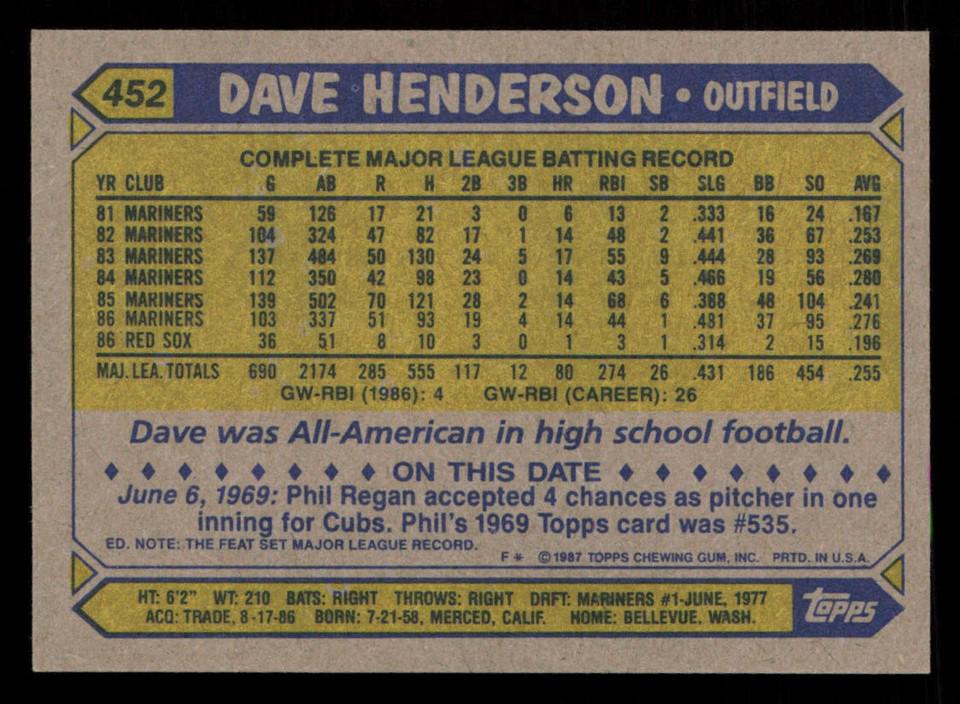 452 DAVE HENDERSON • OUTFIELD
COMPLETE MAJOR LEAGUE BATTING RECORD
YR CLUB G AB R H 2B 3B HR RBI SB SLG BB SO AVG
81 MARINERS 59 126 17 21 3 0 6 13 2 .333 16 24 .167
82 MARINERS 104 324 47 82 17 1 14 48 2 .441 36 67 .253
83 MARINERS 137 484 50 130 24 5 17 55 9 .444 28 93 .269
84 MARINERS 112 350 42 98 23 0 14 43 5 .466 19 56 .280
85 MARINERS 139 502 70 121 28 2 14 68 6 .388 48 104 .241
86 MARINERS 103 337 51 93 19 4 14 44 1 .481 37 95 .276
86 RED SOX 36 51 8 10 3 0 1 3 1 .314 2 15 .196
MAJ. LEA. TOTALS 690 2174 285 555 117 12 80 274 26 .431 186 454 .255
GW-RBI (1986): 4 GW-RBI (CAREER): 26
Dave was All-American in high school football.
♦ ♦ ♦ ♦ ♦ ♦ ♦ ♦ ON THIS DATE ♦ ♦ ♦ ♦ ♦ ♦ ♦ ♦
June 6, 1969: Phil Regan accepted 4 chances as pitcher in one
inning for Cubs. Phil's 1969 Topps card was #535.
ED. NOTE: THE FEAT SET MAJOR LEAGUE RECORD.
F * © 1987 TOPPS CHEWING GUM, INC. PRTD. IN U.S.A.
HT: 6'2" WT: 210 BATS: RIGHT THROWS: RIGHT DRFT: MARINERS #1-JUNE, 1977
ACQ: TRADE, 8-17-86 BORN: 7-21-58, MERCED, CALIF. HOME: BELLEVUE, WASH.
topps